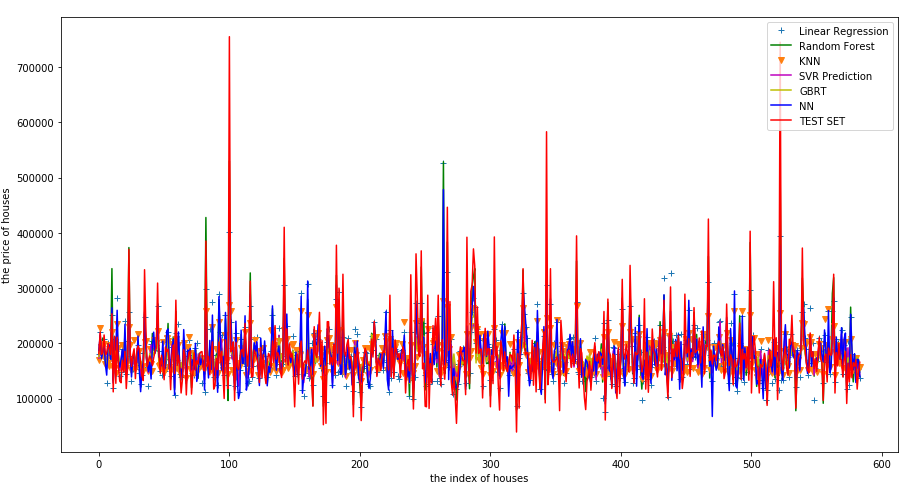 Linear Regression
Random Forest
KNN
SVR Prediction
GBRT
NN
TEST SET
700000
600000
500000
400000
300000
200000
100000
the price of houses
0
100
200
300
400
500
600
the index of houses